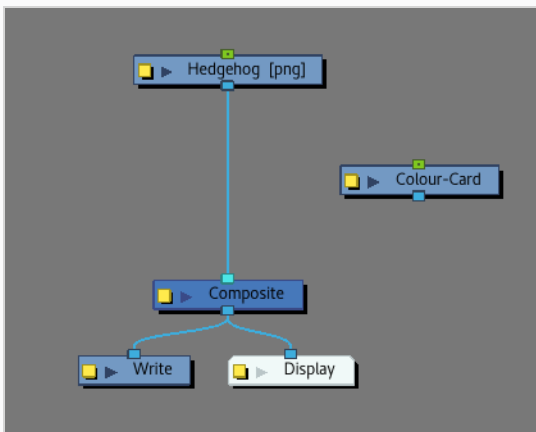 Hedgehog [png]
Colour-Card
Composite
Write
Display